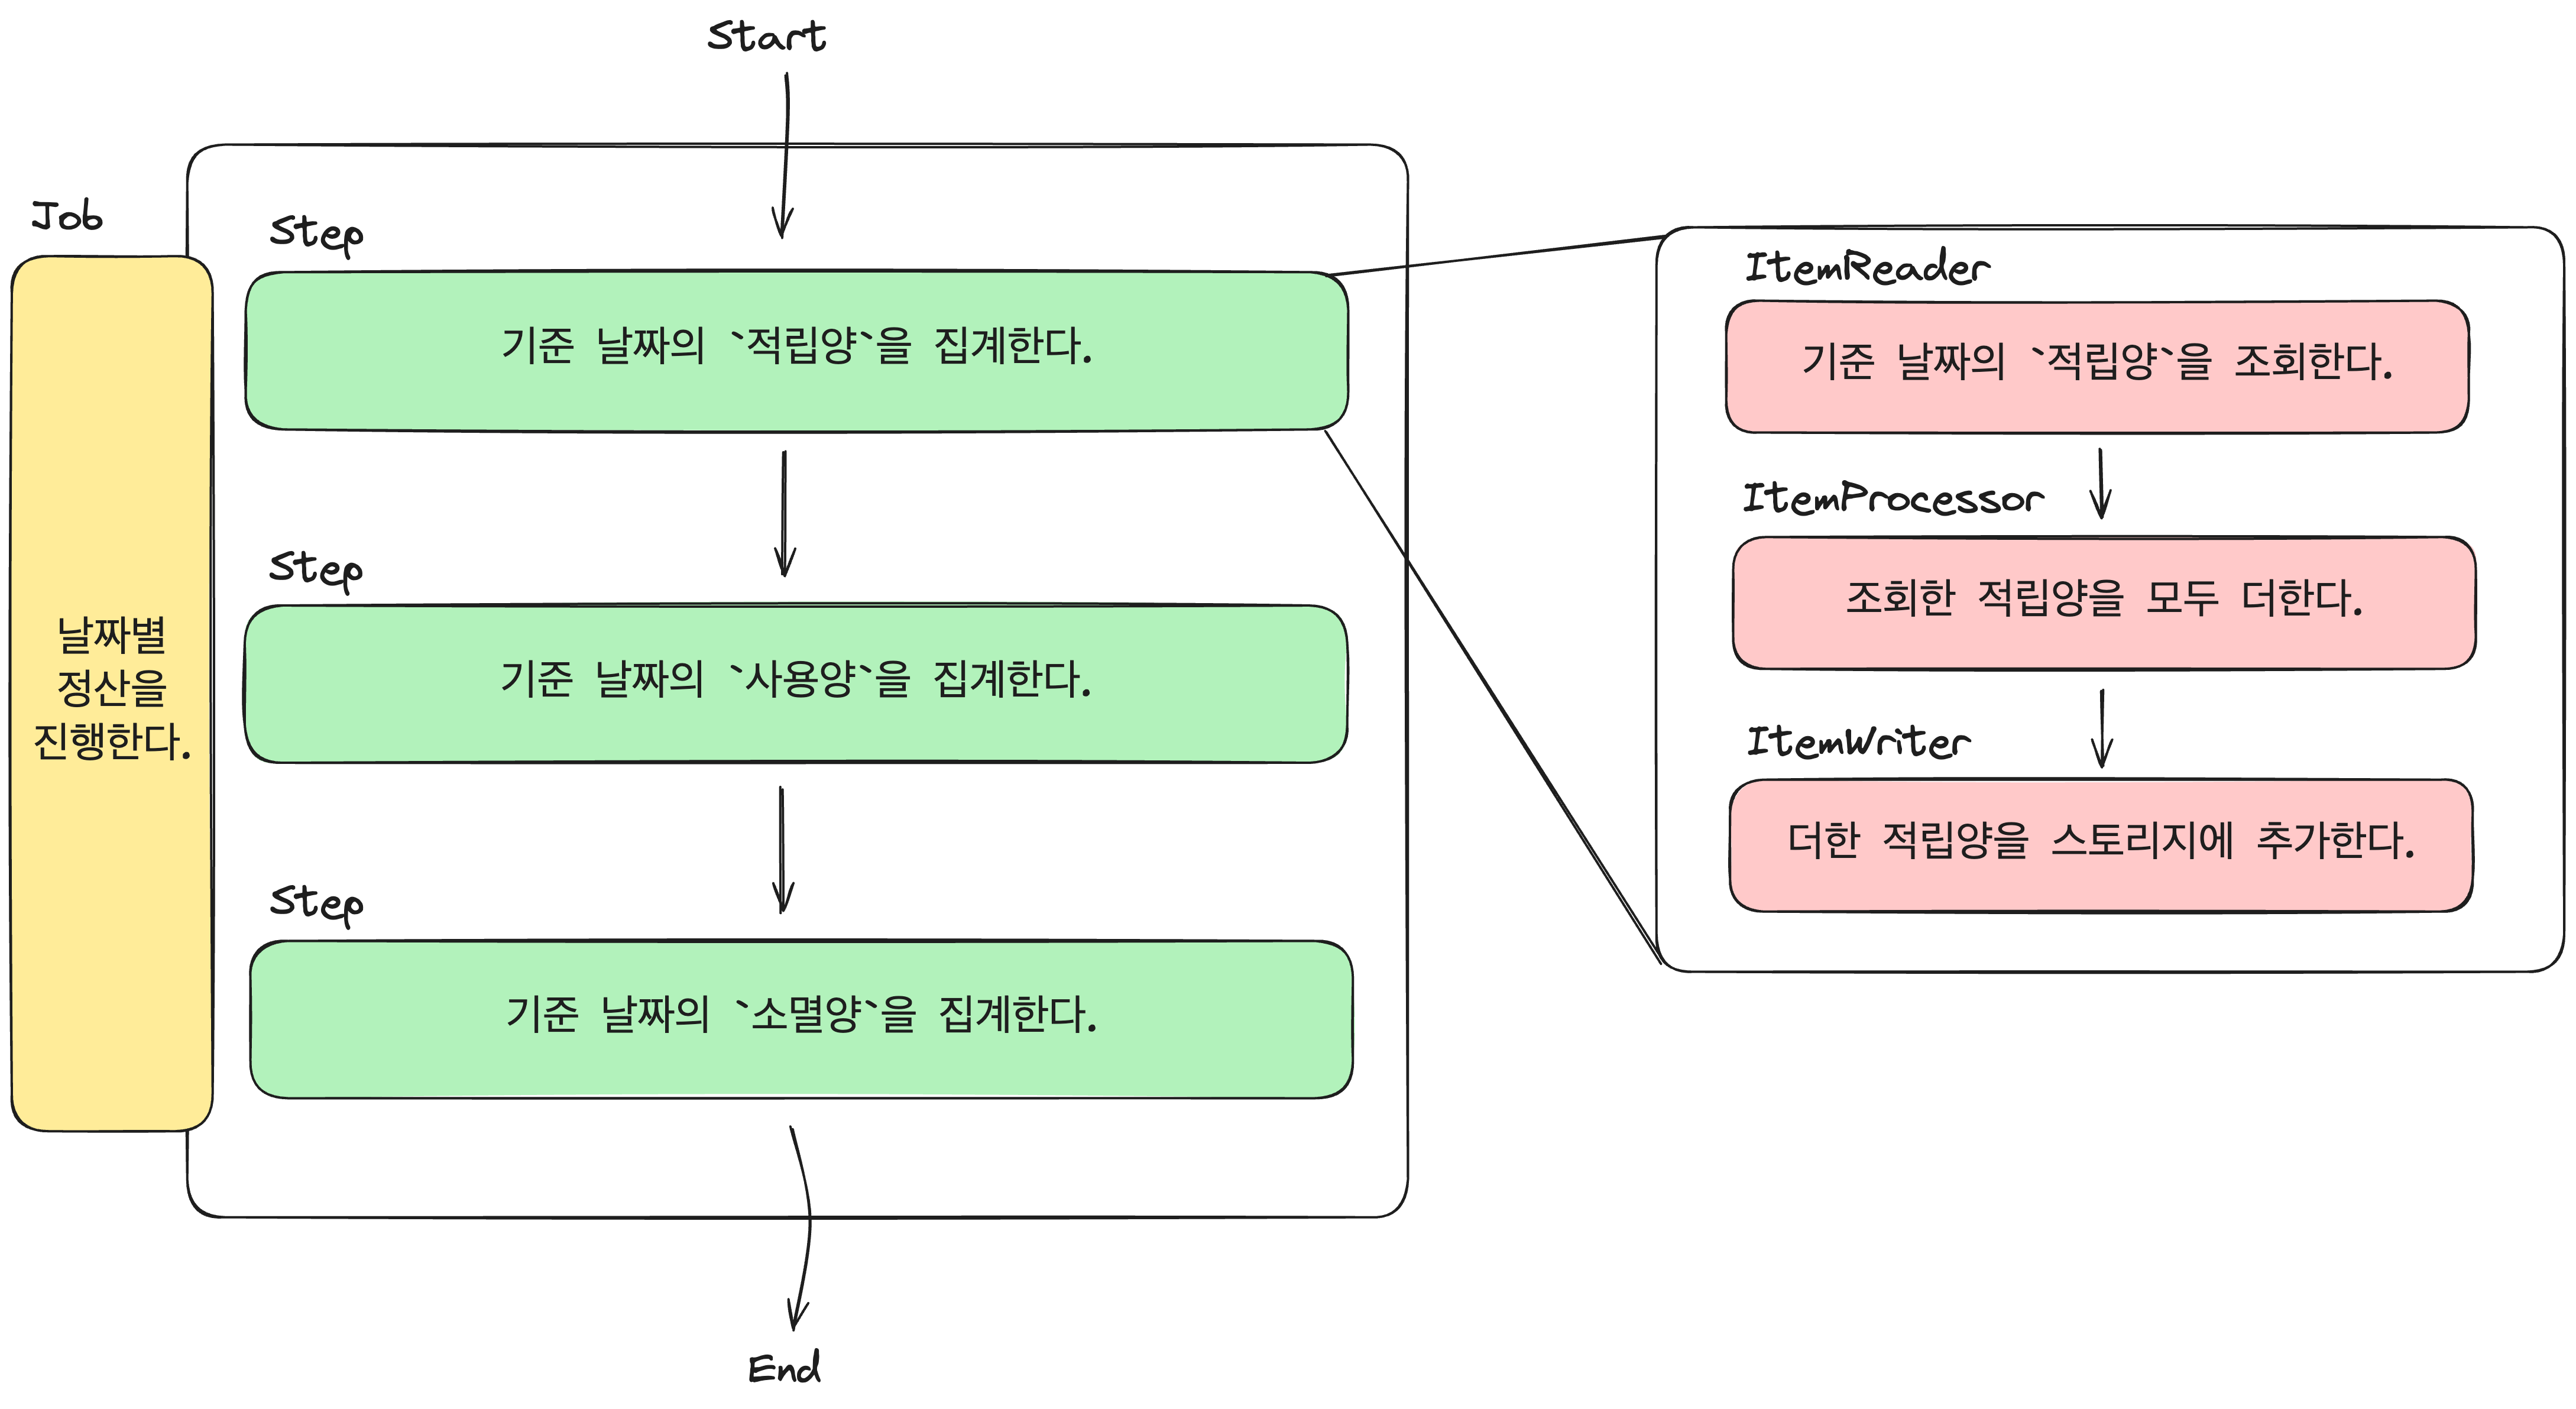 Start
Job
날짜별
정산을
진행한다.
Step
기준 날짜의 `적립양`을 집계한다.
Step
기준 날짜의 `사용양`을 집계한다.
Step
기준 날짜의 `소멸양`을 집계한다.
End
ItemReader
기준 날짜의 `적립양`을 조회한다.
ItemProcessor
조회한 적립양을 모두 더한다.
ItemWriter
더한 적립양을 스토리지에 추가한다.